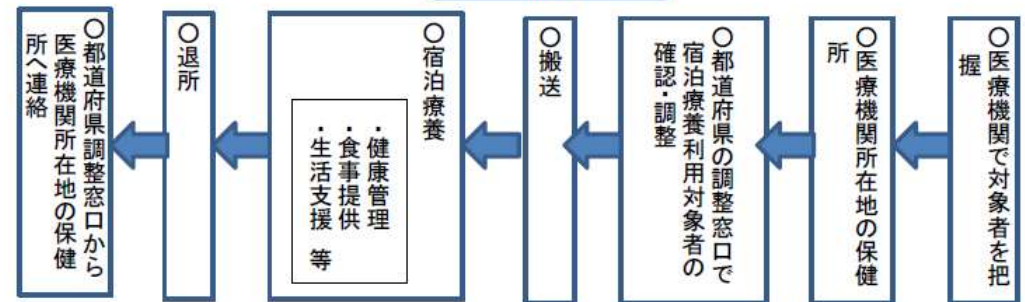 ○医療機関で対象者を把
握
○医療機関所在地の保健
所
○都道府県の調整窓口で
宿泊療養利用対象者の
確認・調整
○搬送
○宿泊療養
・健康管理
・食事提供
・生活支援 等
○退所
○都道府県調整窓口から
医療機関所在地の保健
所へ連絡